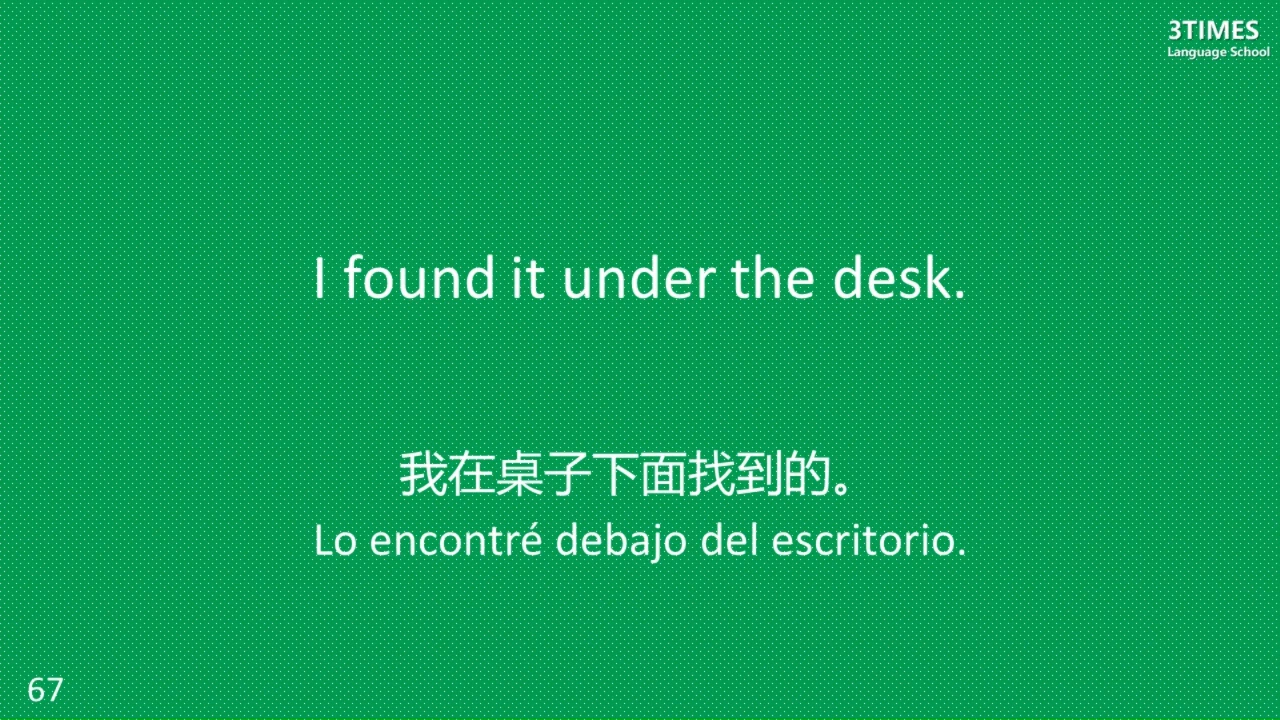 3TIMES
Language School
I found it under the desk.
我在桌子下面找到的。
Lo encontré debajo del escritorio.
67